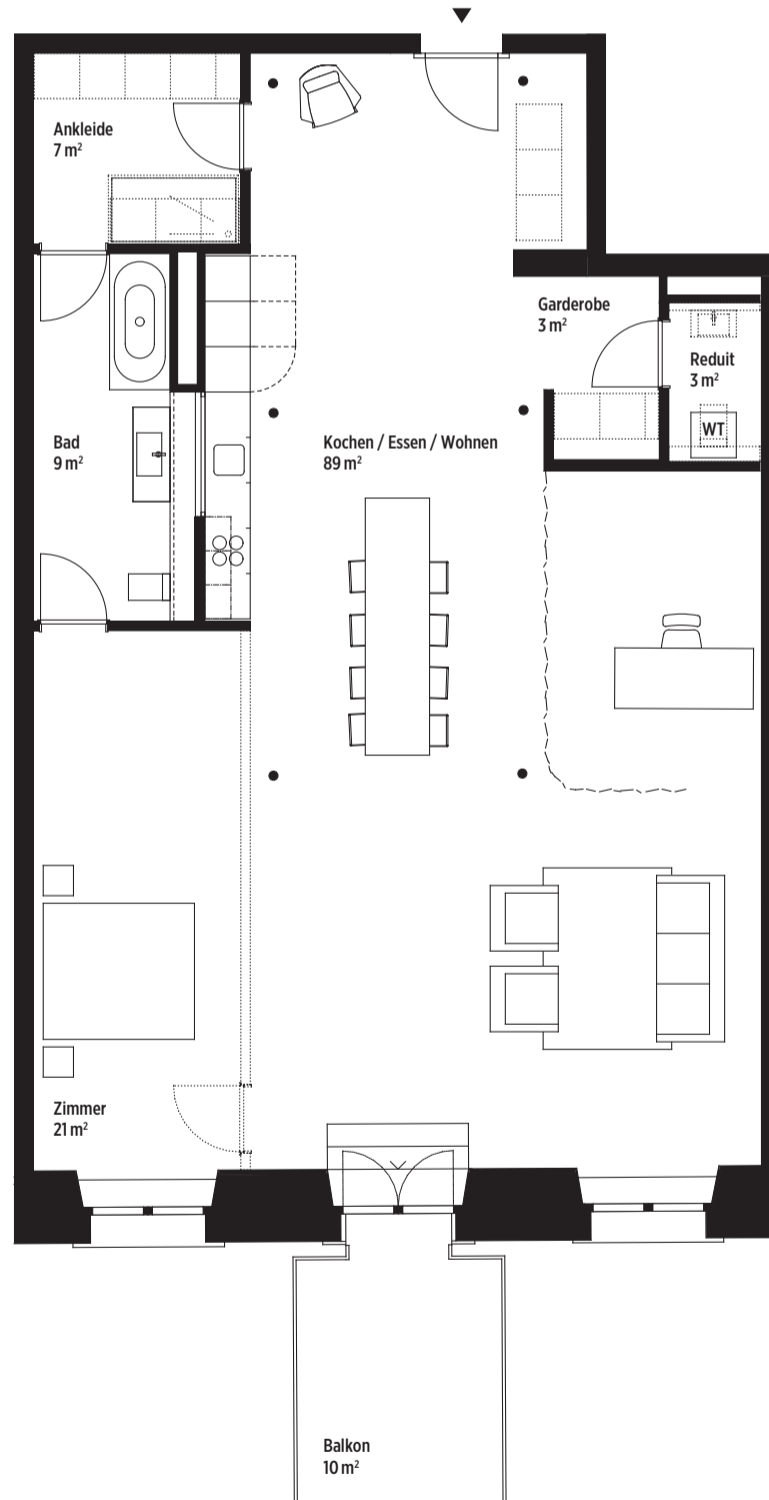 Ankleide
7 m²
Garderobe
3 m²
Reduit
3 m²
WT
Bad
9 m²
Kochen / Essen / Wohnen
89 m²
Zimmer
21 m²
Balkon
10 m²